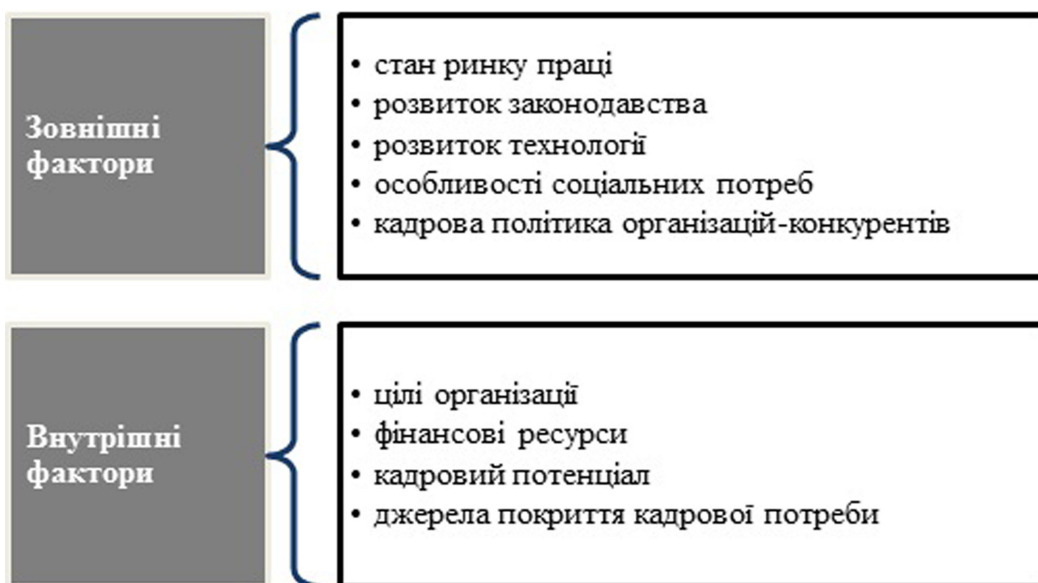 Зовнішні
фактори
• стан ринку праці
• розвиток законодавства
• розвиток технології
• особливості соціальних потреб
• кадрова політика організацій-конкурентів
Внутрішні
фактори
• цілі організації
• фінансові ресурси
• кадровий потенціал
• джерела покриття кадрової потреби